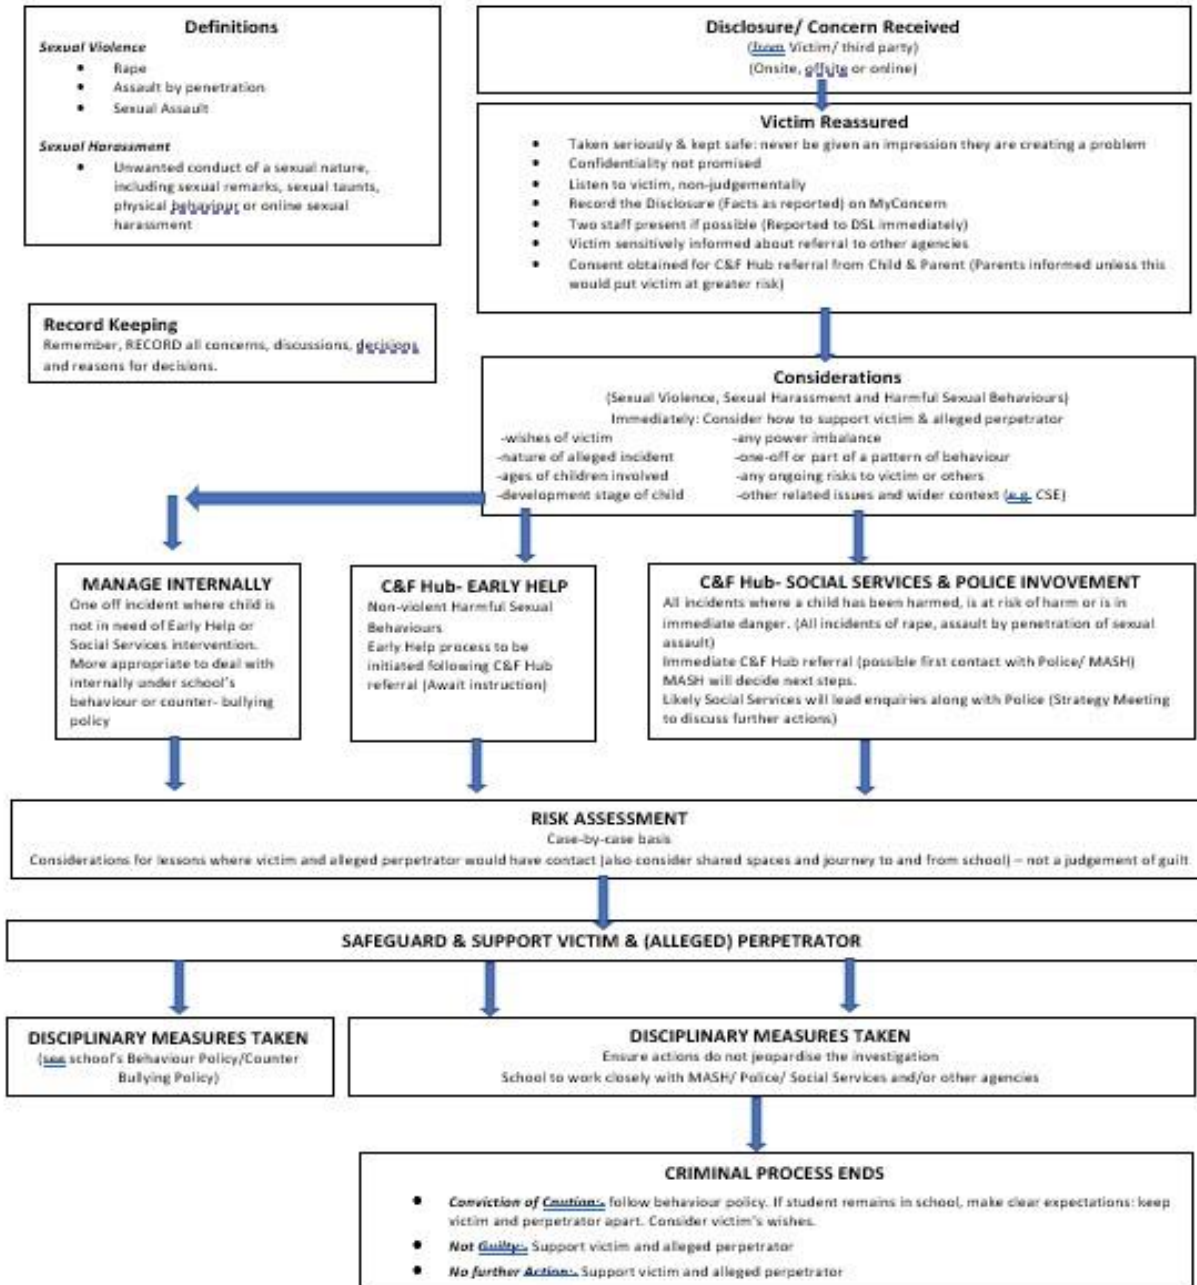 Definitions
Sexual Violence
• Rape
• Assault by penetration
• Sexual Assault
Sexual Harassment
• Unwanted conduct of a sexual nature,
including sexual remarks, sexual taunts,
physical behaviour or online sexual
harassment
Record Keeping
Remember, RECORD all concerns, discussions, decisions
and reasons for decisions.
Disclosure/ Concern Received
(from Victim/ third party)
(Onsite, offsite or online)
Victim Reassured
• Taken seriously & kept safe: never be given an impression they are creating a problem
• Confidentiality not promised
• Listen to victim, non-judgementally
• Record the Disclosure (Facts as reported) on MyConcern
• Two staff present if possible (Reported to DSL immediately)
• Victim sensitively informed about referral to other agencies
• Consent obtained for C&F Hub referral from Child & Parent (Parents informed unless this
would put victim at greater risk)
Considerations
(Sexual Violence, Sexual Harassment and Harmful Sexual Behaviours)
Immediately: Consider how to support victim & alleged perpetrator
-wishes of victim -any power imbalance
-nature of alleged incident -one-off or part of a pattern of behaviour
-ages of children involved -any ongoing risks to victim or others
-development stage of child -other related issues and wider context (e.g. CSE)
MANAGE INTERNALLY
One off incident where child is
not in need of Early Help or
Social Services intervention.
More appropriate to deal with
internally under school's
behaviour or counter- bullying
policy
C&F Hub- EARLY HELP
Non-violent Harmful Sexual
Behaviours
Early Help process to be
initiated following C&F Hub
referral (Await instruction)
C&F Hub- SOCIAL SERVICES & POLICE INVOVEMENT
All incidents where a child has been harmed, is at risk of harm or is in
immediate danger. (All incidents of rape, assault by penetration of sexual
assault)
Immediate C&F Hub referral (possible first contact with Police/ MASH)
MASH will decide next steps.
Likely Social Services will lead enquiries along with Police (Strategy Meeting
to discuss further actions)
RISK ASSESSMENT
Case-by-case basis
Considerations for lessons where victim and alleged perpetrator would have contact (also consider shared spaces and journey to and from school) – not a judgement of guilt
SAFEGUARD & SUPPORT VICTIM & (ALLEGED) PERPETRATOR
DISCIPLINARY MEASURES TAKEN
(see school's Behaviour Policy/Counter
Bullying Policy)
DISCIPLINARY MEASURES TAKEN
Ensure actions do not jeopardise the investigation
School to work closely with MASH/ Police/ Social Services and/or other agencies
CRIMINAL PROCESS ENDS
• Conviction of Caution:- follow behaviour policy. If student remains in school, make clear expectations: keep
victim and perpetrator apart. Consider victim's wishes.
• Not Guilty:- Support victim and alleged perpetrator
• No further Action:- Support victim and alleged perpetrator